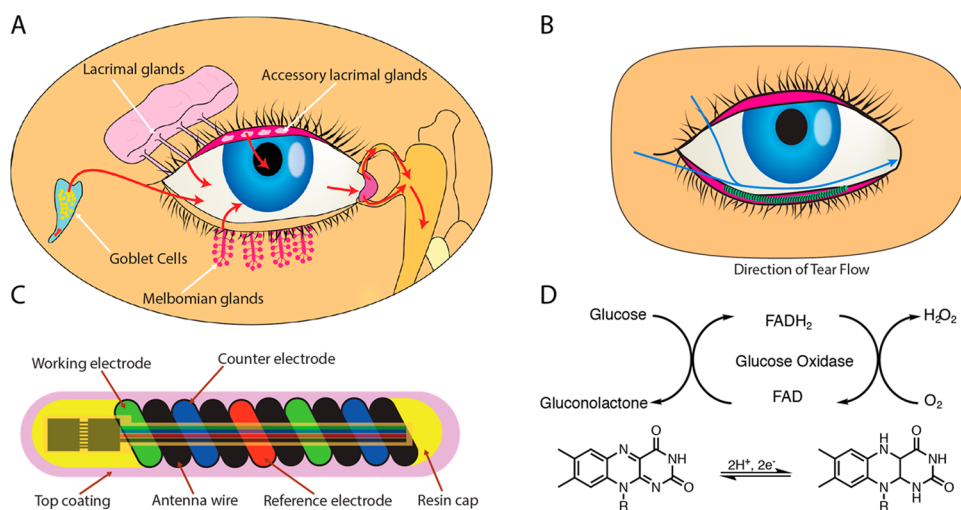 A
Lacrimal glands
Accessory lacrimal glands
Goblet Cells
Melbomian glands
B
Direction of Tear Flow
C
Working electrode
Counter electrode
Top coating
Antenna wire
Reference electrode
Resin cap
D
Glucose
FADH₂
H₂O₂
Glucose Oxidase
Gluconolactone
FAD
O₂
N
O
NH
N
N
O
R
2H⁺, 2e⁻
H
N
O
NH
N
N
H
O
R